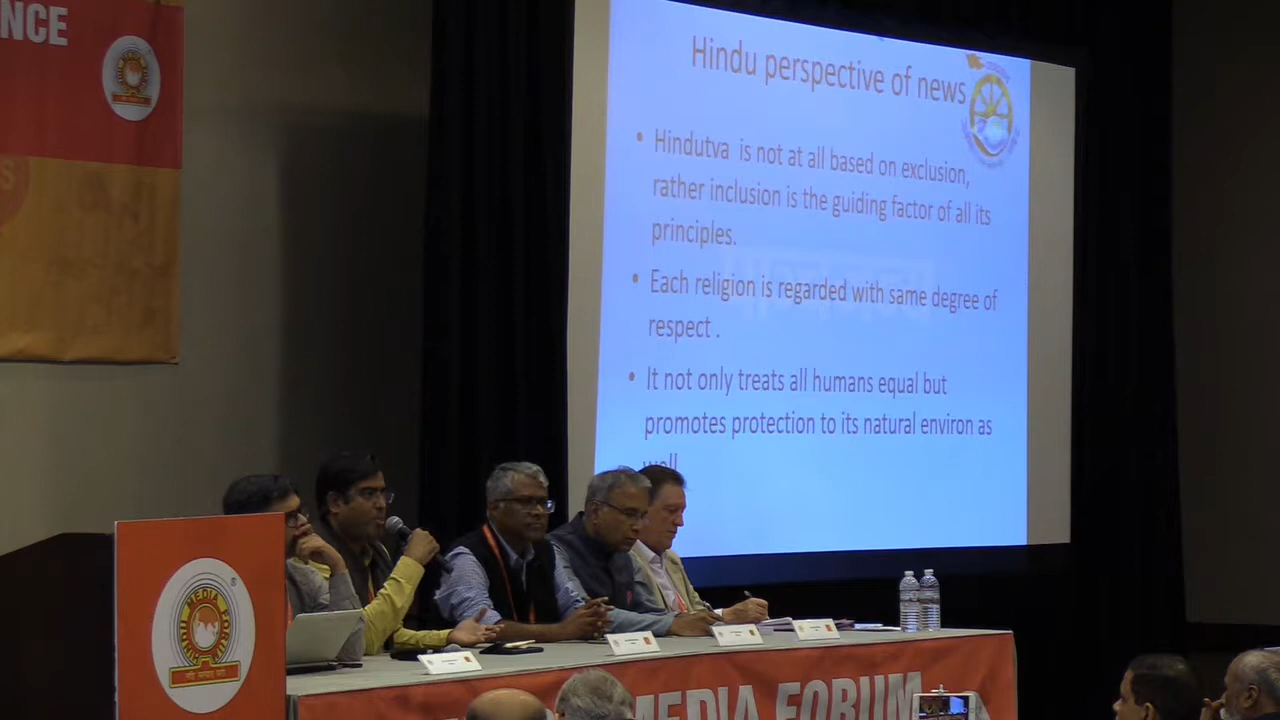 NCE
Hindu perspective of news
• Hindutva is not at all based on exclusion,
rather inclusion is the guiding factor of all its
principles.
• Each religion is regarded with same degree of
respect .
• It not only treats all humans equal but
promotes protection to its natural environ as
well
HINDU MEDIA FORUM
MEDIA FORUM